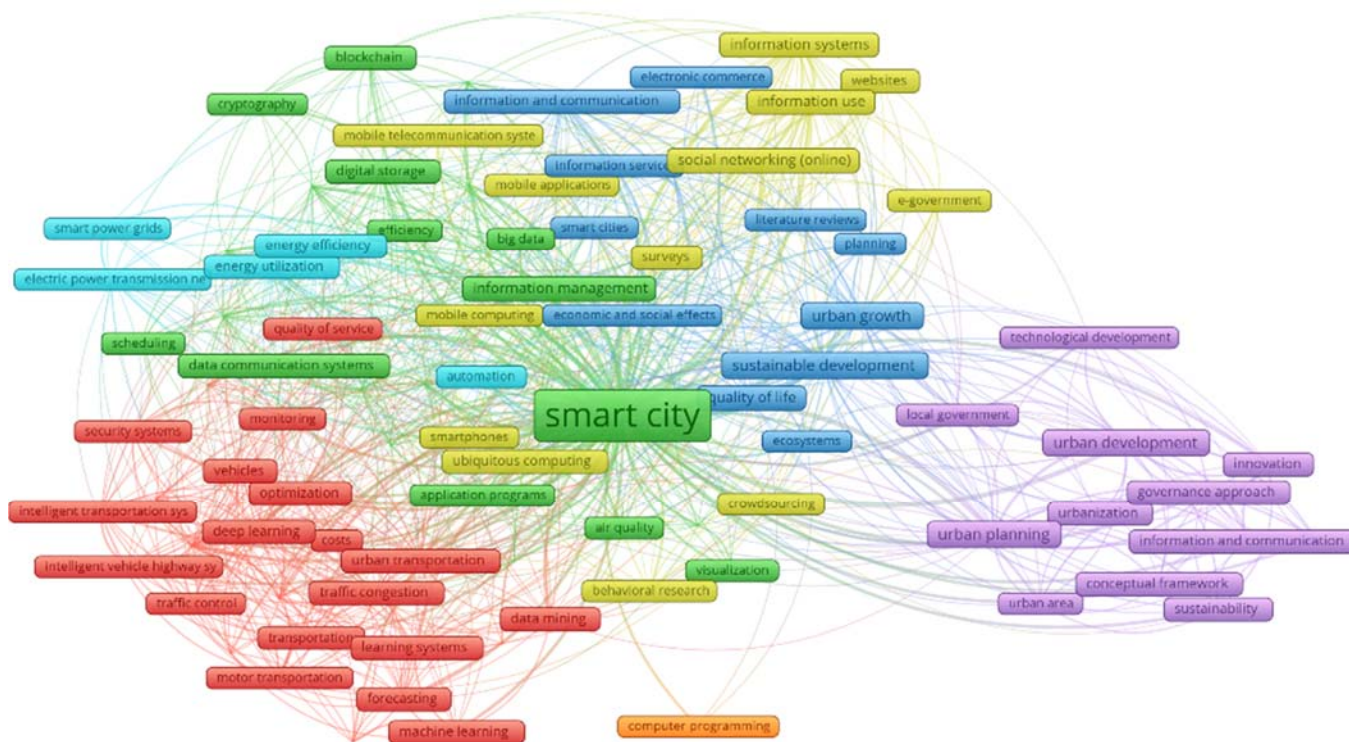 information systems
blockchain
electronic commerce
websites
cryptography
information and communication
information use
mobile telecommunication syste
social networking (online)
digital storage
information service
mobile applications
e-government
smart power grids
efficiency
smart cities
literature reviews
energy efficiency
big data
planning
electric power transmission ne
energy utilization
surveys
information management
mobile computing
economic and social effects
urban growth
quality of service
technological development
scheduling
data communication systems
automation
sustainable development
quality of life
smart city
monitoring
local government
security systems
smartphones
ecosystems
urban development
vehicles
ubiquitous computing
innovation
optimization
application programs
governance approach
crowdsourcing
intelligent transportation sys
urbanization
deep learning
costs
air quality
urban planning
information and communication
urban transportation
intelligent vehicle highway sy
visualization
traffic congestion
behavioral research
conceptual framework
traffic control
urban area
sustainability
data mining
transportation
learning systems
motor transportation
forecasting
machine learning
computer programming